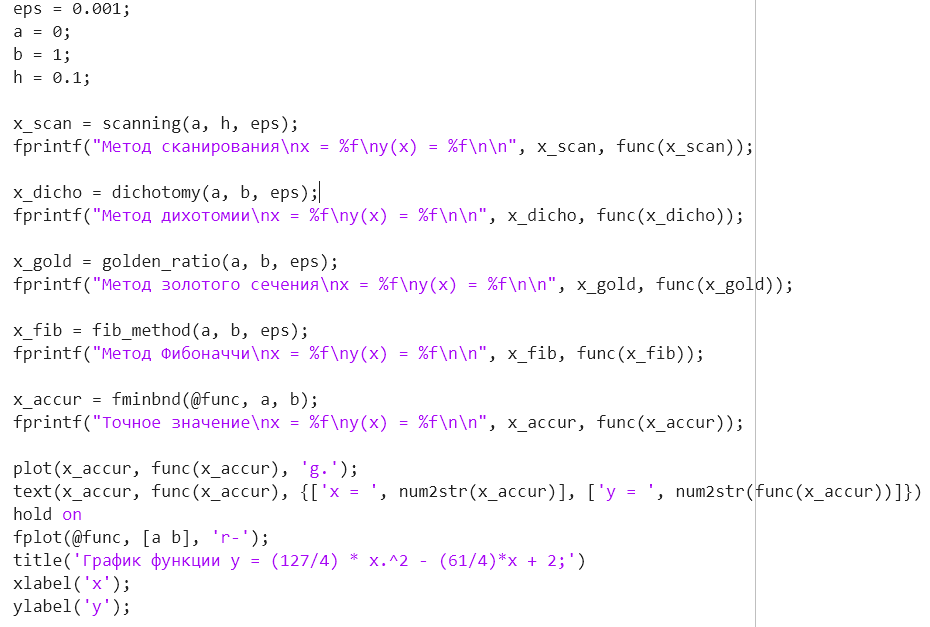 eps = 0.001;
a = 0;
b = 1;
h = 0.1;
x_scan = scanning(a, h, eps);
fprintf("Метод сканирования\nx = %f\ny(x) = %f\n\n", x_scan, func(x_scan));
x_dicho = dichotomy(a, b, eps);
fprintf("Метод дихотомии\nx = %f\ny(x) = %f\n\n", x_dicho, func(x_dicho));
x_gold = golden_ratio(a, b, eps);
fprintf("Метод золотого сечения\nx = %f\ny(x) = %f\n\n", x_gold, func(x_gold));
x_fib = fib_method(a, b, eps);
fprintf("Метод Фибоначчи\nx = %f\ny(x) = %f\n\n", x_fib, func(x_fib));
x_accur = fminbnd(@func, a, b);
fprintf("Точное значение\nx = %f\ny(x) = %f\n\n", x_accur, func(x_accur));
plot(x_accur, func(x_accur), 'g.');
text(x_accur, func(x_accur), {['x = ', num2str(x_accur)], ['y = ', num2str(func(x_accur))]})
hold on
fplot(@func, [a b], 'r-');
title('График функции y = (127/4) * x.^2 - (61/4)*x + 2;')
xlabel('x');
ylabel('y');